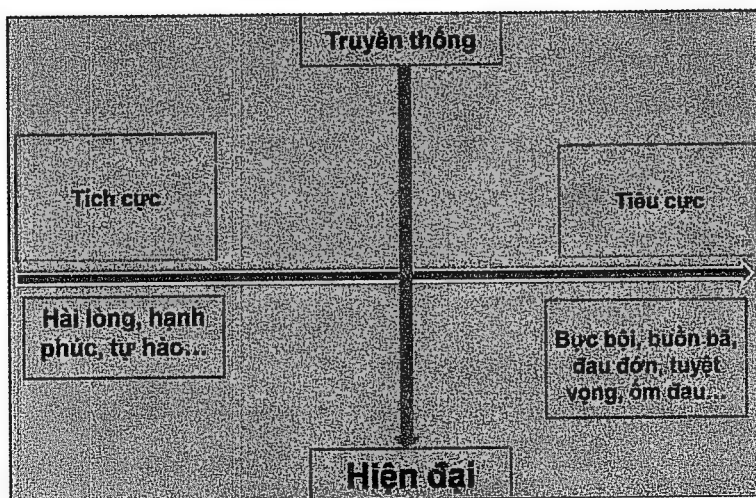 Truyền thống
Tích cực
Tiêu cực
Hài lòng, hạnh
phúc, tự hào...
Bực bội, buồn bã,
đau đớn, tuyệt
vọng, ốm đau...
Hiện đại